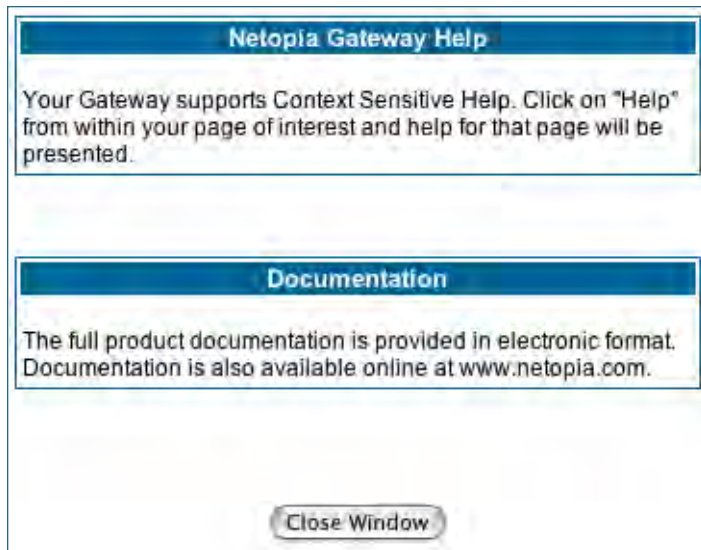 Netopia Gateway Help
Your Gateway supports Context Sensitive Help. Click on "Help"
from within your page of interest and help for that page will be
presented.
Documentation
The full product documentation is provided in electronic format.
Documentation is also available online at www.netopia.com.
Close Window